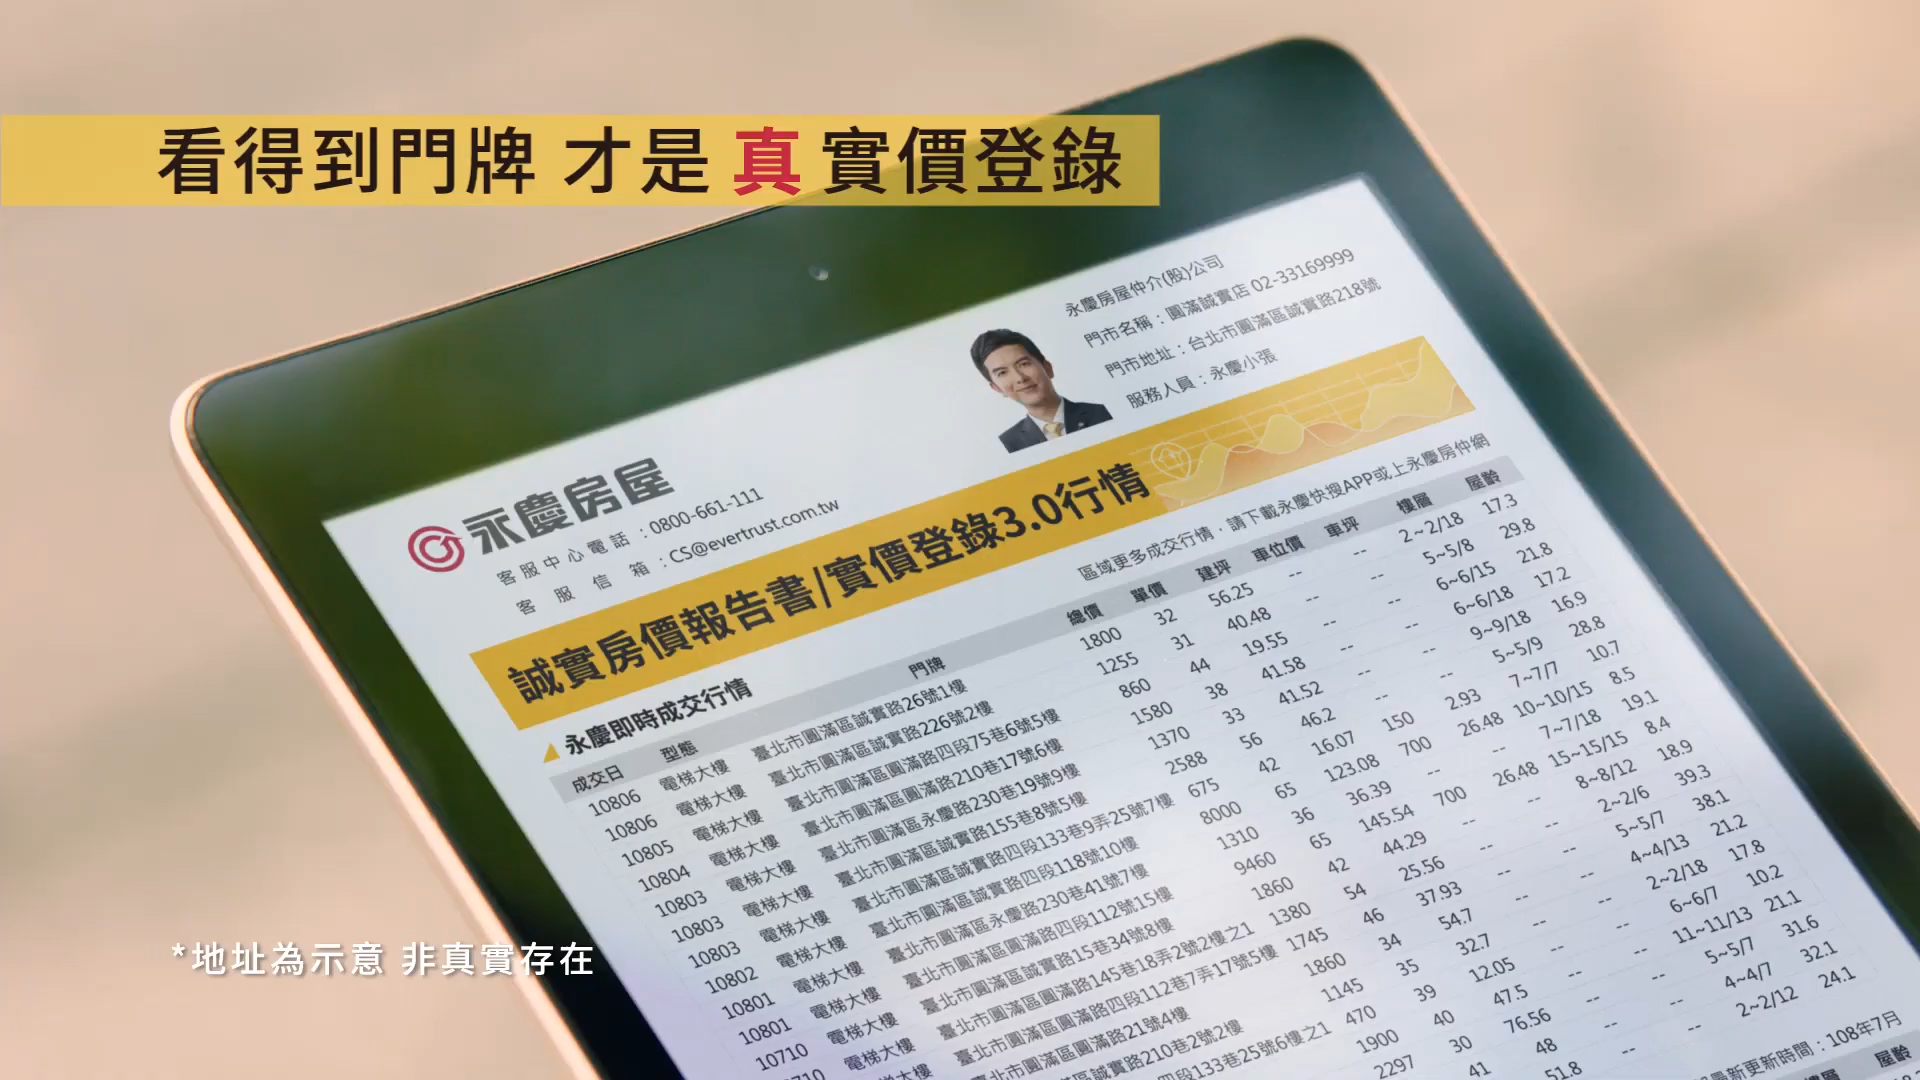 看得到門牌 才是 真 實價登錄
永慶房屋仲介(股)公司
門市名稱：圓滿誠實店 02-33169999
門市地址：台北市圓滿區誠實路218號
服務人員：永慶小張
永慶房屋
客服中心電話：0800-661-111
客服信箱：CS@evertrust.com.tw
誠實房價報告書/實價登錄3.0行情
區域更多成交行情，請下載永慶快搜APP或上永慶房仲網
永慶即時成交行情
成交日 型態 門牌 總價 單價 建坪 車位價 車坪 樓層 屋齡
10806 電梯大樓 臺北市圓滿區誠實路26號1樓 1800 32 56.25 -- -- 2~2/18 17.3
10806 電梯大樓 臺北市圓滿區誠實路226號2樓 1255 31 40.48 -- -- 5~5/8 29.8
10805 電梯大樓 臺北市圓滿區圓滿路四段75巷6號5樓 860 44 19.55 -- -- 6~6/15 21.8
10804 電梯大樓 臺北市圓滿區圓滿路210巷17號6樓 1580 38 41.58 -- -- 6~6/18 17.2
10803 電梯大樓 臺北市圓滿區永慶路230巷19號9樓 1370 33 41.52 -- -- 9~9/18 16.9
10803 電梯大樓 臺北市圓滿區誠實路155巷8號5樓 2588 56 46.2 -- -- 5~5/9 28.8
10803 電梯大樓 臺北市圓滿區誠實路四段133巷9弄25號7樓 675 42 16.07 150 2.93 7~7/7 10.7
10802 電梯大樓 臺北市圓滿區誠實路四段118號10樓 8000 65 123.08 700 26.48 10~10/15 8.5
10801 電梯大樓 臺北市圓滿區永慶路230巷41號7樓 1310 36 36.39 -- -- 7~7/18 19.1
10801 電梯大樓 臺北市圓滿區圓滿路四段112號15樓 9460 65 145.54 700 26.48 15~15/15 8.4
10710 電梯大樓 臺北市圓滿區誠實路15巷34號8樓 1860 42 44.29 -- -- 8~8/12 18.9
710 電梯大樓 臺北市圓滿區圓滿路145巷18弄2號2樓之1 1380 54 25.56 -- -- 2~2/6 39.3
大樓 臺北市圓滿區圓滿路四段112巷7弄17號5樓 1745 46 37.93 -- -- 5~5/7 38.1
臺北市圓滿區圓滿路21號4樓 1860 34 54.7 -- -- 4~4/13 21.2
誠實路210巷2號2樓 1145 35 32.7 -- -- 2~2/18 17.8
段133巷25號6樓之1 470 39 12.05 -- -- 6~6/7 10.2
1900 40 47.5 -- -- 11~11/13 21.1
2297 30 76.56 -- -- 5~5/7 31.6
41 48 -- -- 4~4/7 32.1
51.8 -- -- 2~2/12 24.1
最新更新時間：108年7月
樓層 屋齡
*地址為示意 非真實存在